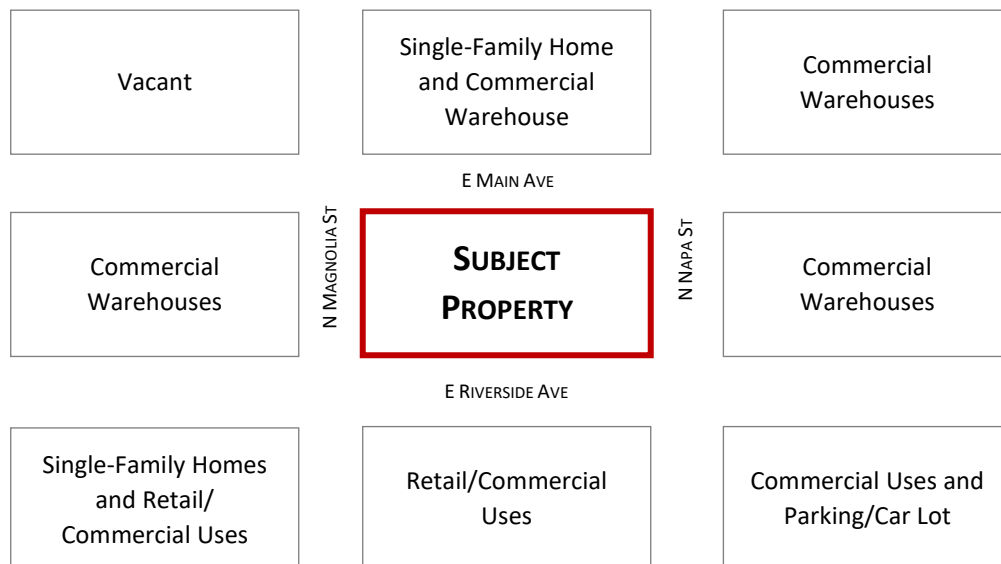 Vacant
Single-Family Home
and Commercial
Warehouse
Commercial
Warehouses
E MAIN AVE
Commercial
Warehouses
N MAGNOLIA ST
SUBJECT
PROPERTY
N NAPA ST
Commercial
Warehouses
E RIVERSIDE AVE
Single-Family Homes
and Retail/
Commercial Uses
Retail/Commercial
Uses
Commercial Uses and
Parking/Car Lot